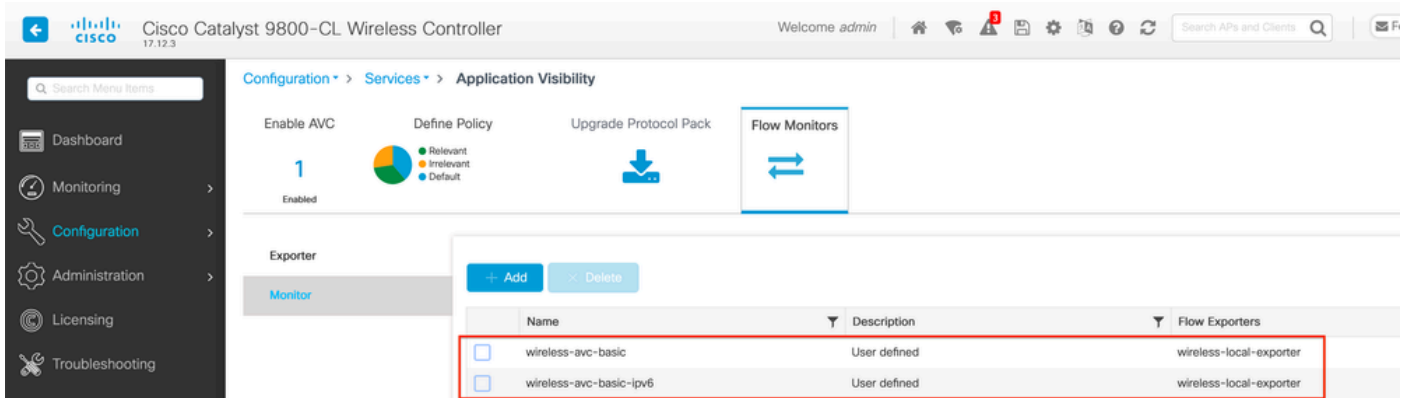 cisco
Cisco Catalyst 9800-CL Wireless Controller
17.12.3
Welcome admin
3
Search APs and Clients
Search Menu Items
Dashboard
Monitoring
Configuration
Administration
Licensing
Troubleshooting
Configuration > Services > Application Visibility
Enable AVC
1
Enabled
Define Policy
Relevant
Irrelevant
Default
Upgrade Protocol Pack
Flow Monitors
Exporter
Monitor
+ Add × Delete
Name Description Flow Exporters
wireless-avc-basic User defined wireless-local-exporter
wireless-avc-basic-ipv6 User defined wireless-local-exporter